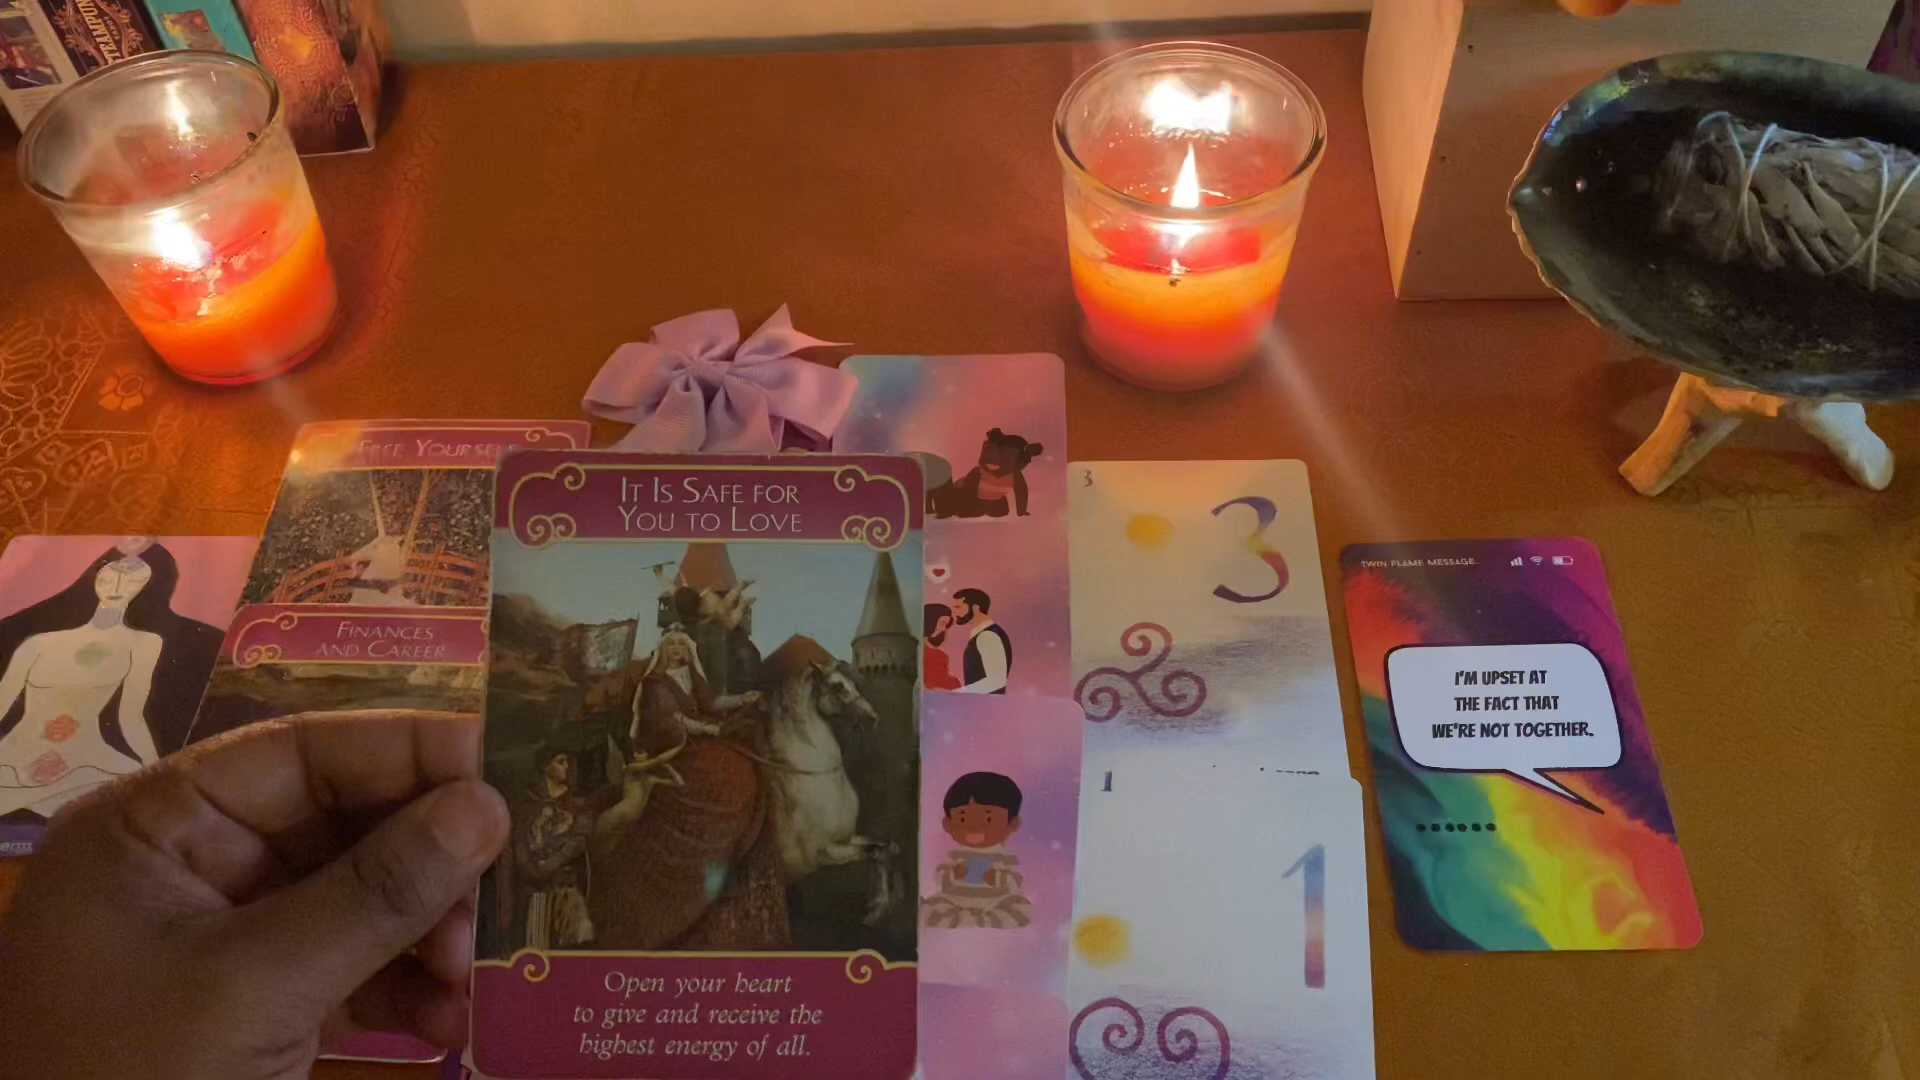 FREE YOURSELF
FINANCES
AND CAREER
IT IS SAFE FOR
YOU TO LOVE
Open your heart
to give and receive the
highest energy of all.
3
3
1
1
TWIN FLAME MESSAGE...
I'M UPSET AT
THE FACT THAT
WE'RE NOT TOGETHER.